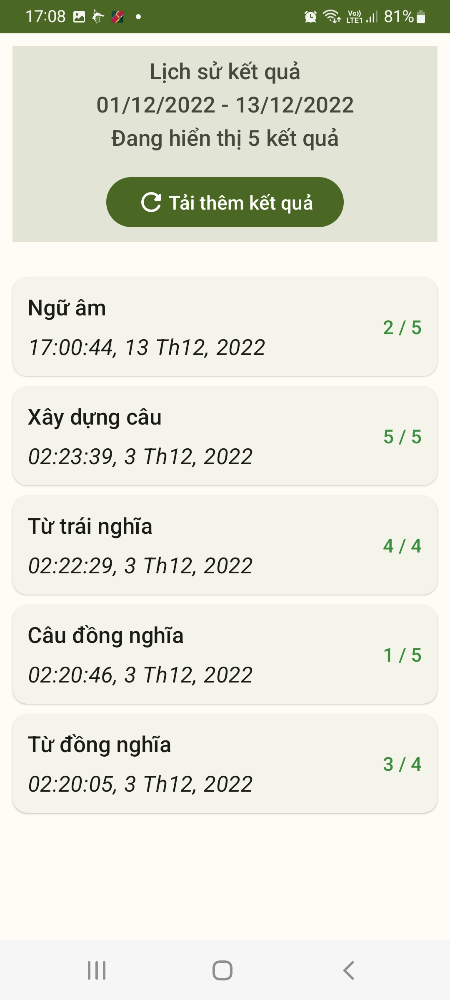 17:08
Vo))
LTE1
81%
Lịch sử kết quả
01/12/2022 - 13/12/2022
Đang hiển thị 5 kết quả
Tải thêm kết quả
Ngữ âm
2 / 5
17:00:44, 13 Th12, 2022
Xây dựng câu
5 / 5
02:23:39, 3 Th12, 2022
Từ trái nghĩa
4 / 4
02:22:29, 3 Th12, 2022
Câu đồng nghĩa
1 / 5
02:20:46, 3 Th12, 2022
Từ đồng nghĩa
3 / 4
02:20:05, 3 Th12, 2022